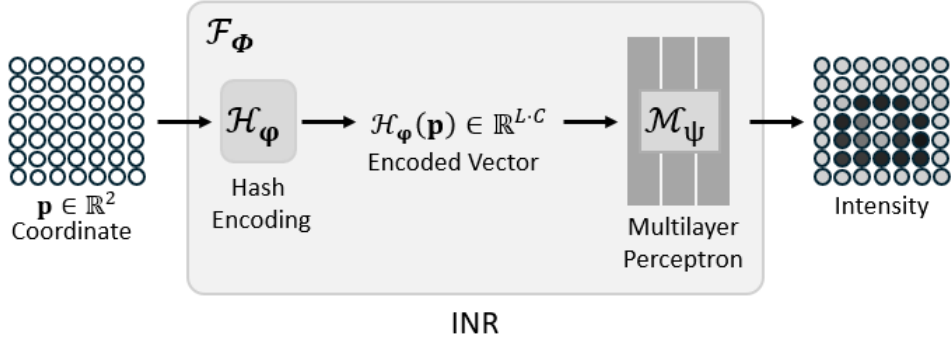 𝓕_𝜱
𝓗_𝛗
𝓗_𝛗(𝐩) ∈ ℝ^{L·C}
𝓜_ψ
Encoded Vector
Hash
Encoding
𝐩 ∈ ℝ²
Coordinate
Multilayer
Perceptron
Intensity
INR